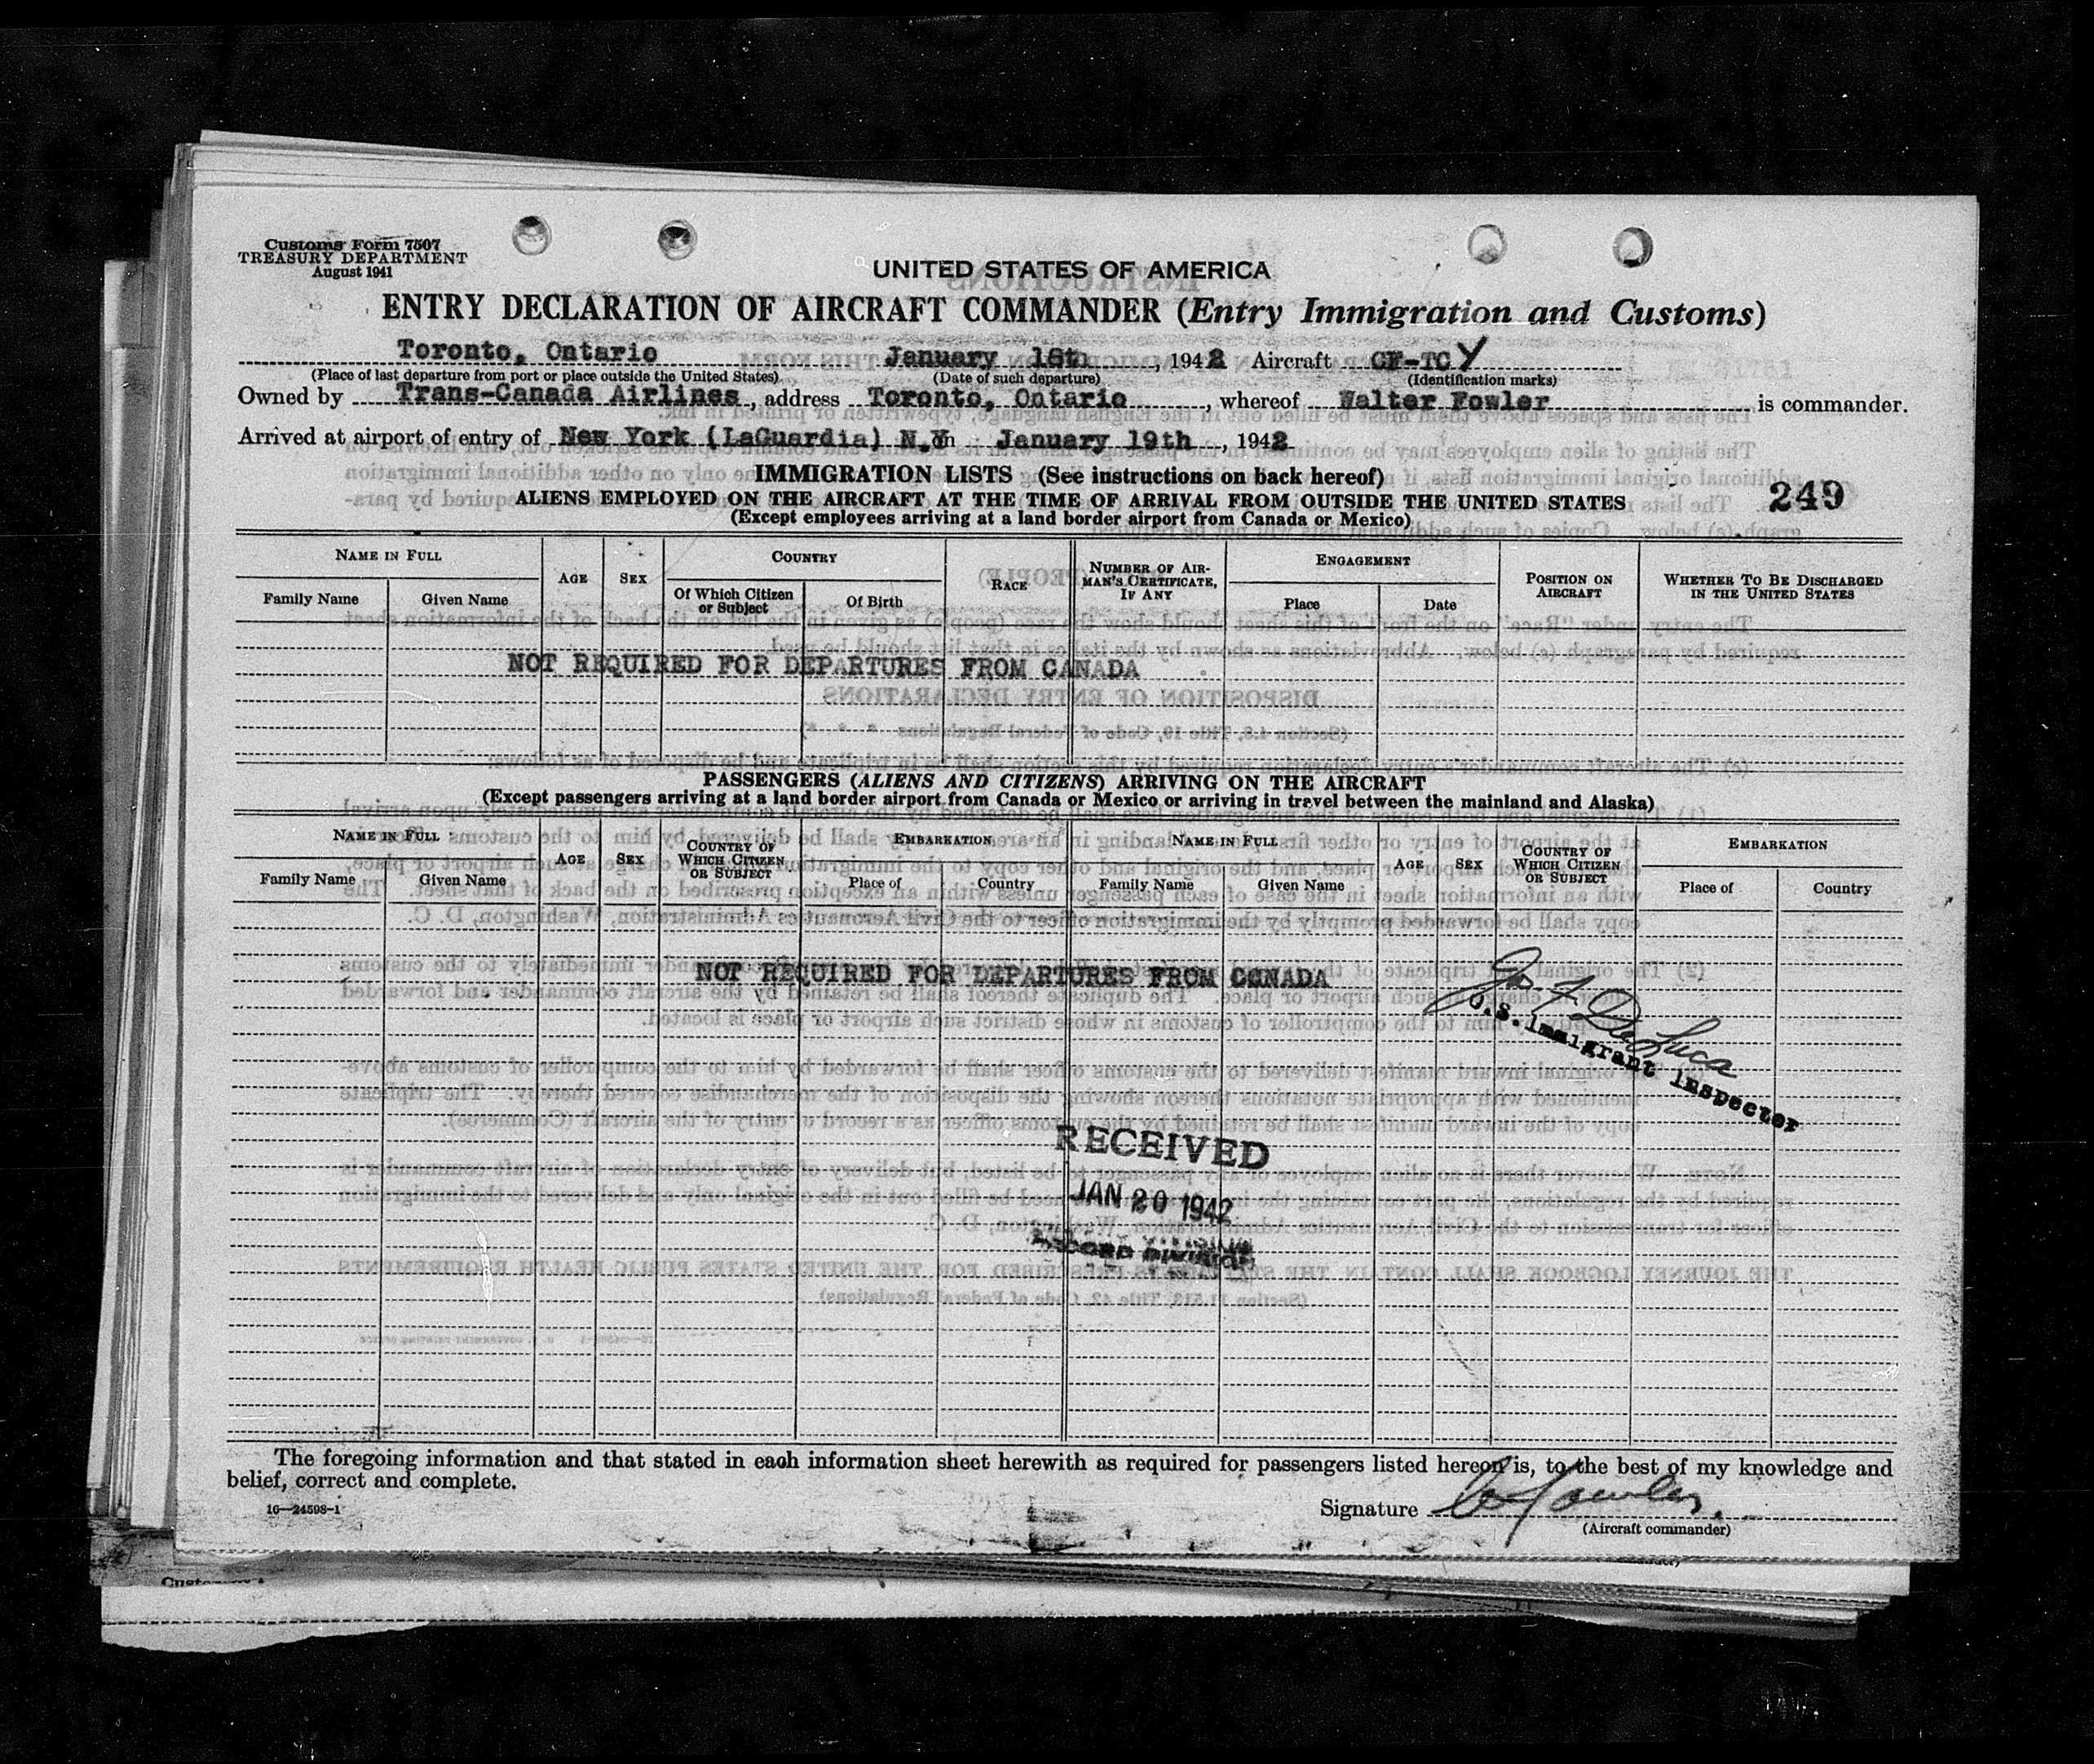 Customs Form 7507
TREASURY DEPARTMENT
August 1941
UNITED STATES OF AMERICA
ENTRY DECLARATION OF AIRCRAFT COMMANDER (Entry Immigration and Customs)
Toronto, Ontario January 16th, 1942 Aircraft CF-TCY
(Place of last departure from port or place outside the United States) (Date of such departure) (Identification marks)
Owned by Trans-Canada Airlines, address Toronto, Ontario, whereof Walter Fowler is commander.
Arrived at airport of entry of New York (LaGuardia) N.Y. on January 19th, 1942
IMMIGRATION LISTS (See instructions on back hereof)
ALIENS EMPLOYED ON THE AIRCRAFT AT THE TIME OF ARRIVAL FROM OUTSIDE THE UNITED STATES 249
(Except employees arriving at a land border airport from Canada or Mexico)
NAME IN FULL AGE SEX COUNTRY RACE NUMBER OF AIR-MAN'S CERTIFICATE, IF ANY ENGAGEMENT POSITION ON AIRCRAFT WHETHER TO BE DISCHARGED IN THE UNITED STATES
Family Name Given Name Of Which Citizen or Subject Of Birth Place Date
NOT REQUIRED FOR DEPARTURES FROM CANADA
PASSENGERS (ALIENS AND CITIZENS) ARRIVING ON THE AIRCRAFT
(Except passengers arriving at a land border airport from Canada or Mexico or arriving in travel between the mainland and Alaska)
NAME IN FULL AGE SEX COUNTRY OF WHICH CITIZEN OR SUBJECT EMBARKATION NAME IN FULL AGE SEX COUNTRY OF WHICH CITIZEN OR SUBJECT EMBARKATION
Family Name Given Name Place of Country Family Name Given Name Place of Country
NOT REQUIRED FOR DEPARTURES FROM CANADA
De Luca
U.S. Immigrant Inspector
RECEIVED
JAN 20 1942
RECORD DIVISION
The foregoing information and that stated in each information sheet herewith as required for passengers listed hereon is, to the best of my knowledge and
belief, correct and complete.
16—24598-1
Signature W Fowler.
(Aircraft commander)